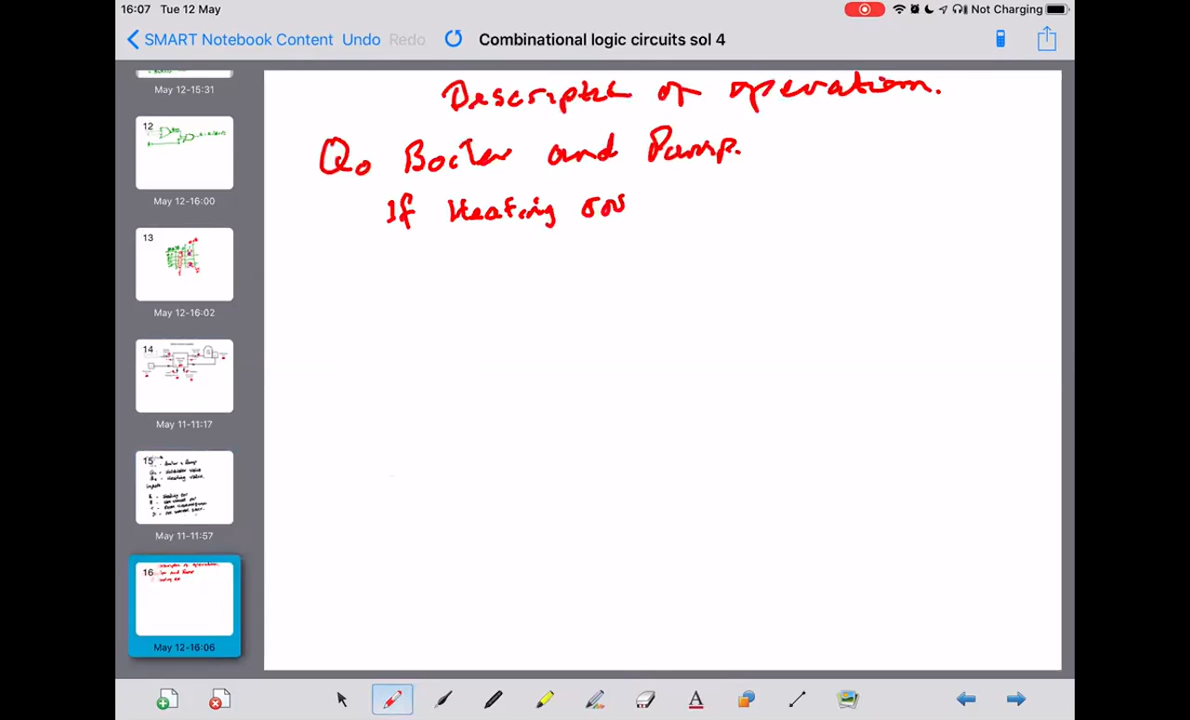 16:07 Tue 12 May
Not Charging
SMART Notebook Content Undo Redo
Combinational logic circuits sol 4
May 12-15:31
12
May 12-16:00
13
May 12-16:02
14
May 11-11:17
15
May 11-11:57
16
May 12-16:06
of operation.
Q0 Boiler and Pump.
If Heating